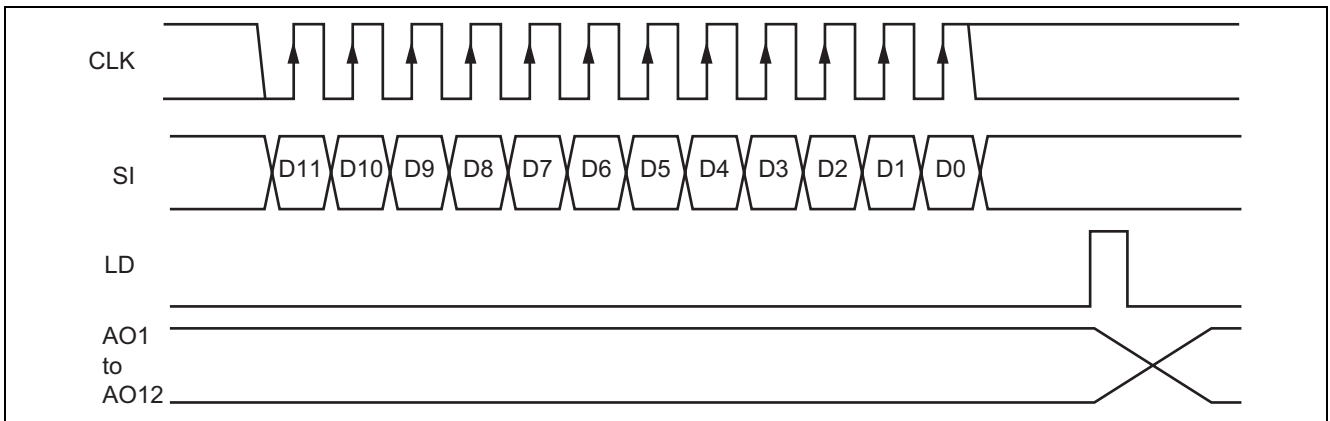 CLK
SI
D11 D10 D9 D8 D7 D6 D5 D4 D3 D2 D1 D0
LD
AO1
to
AO12